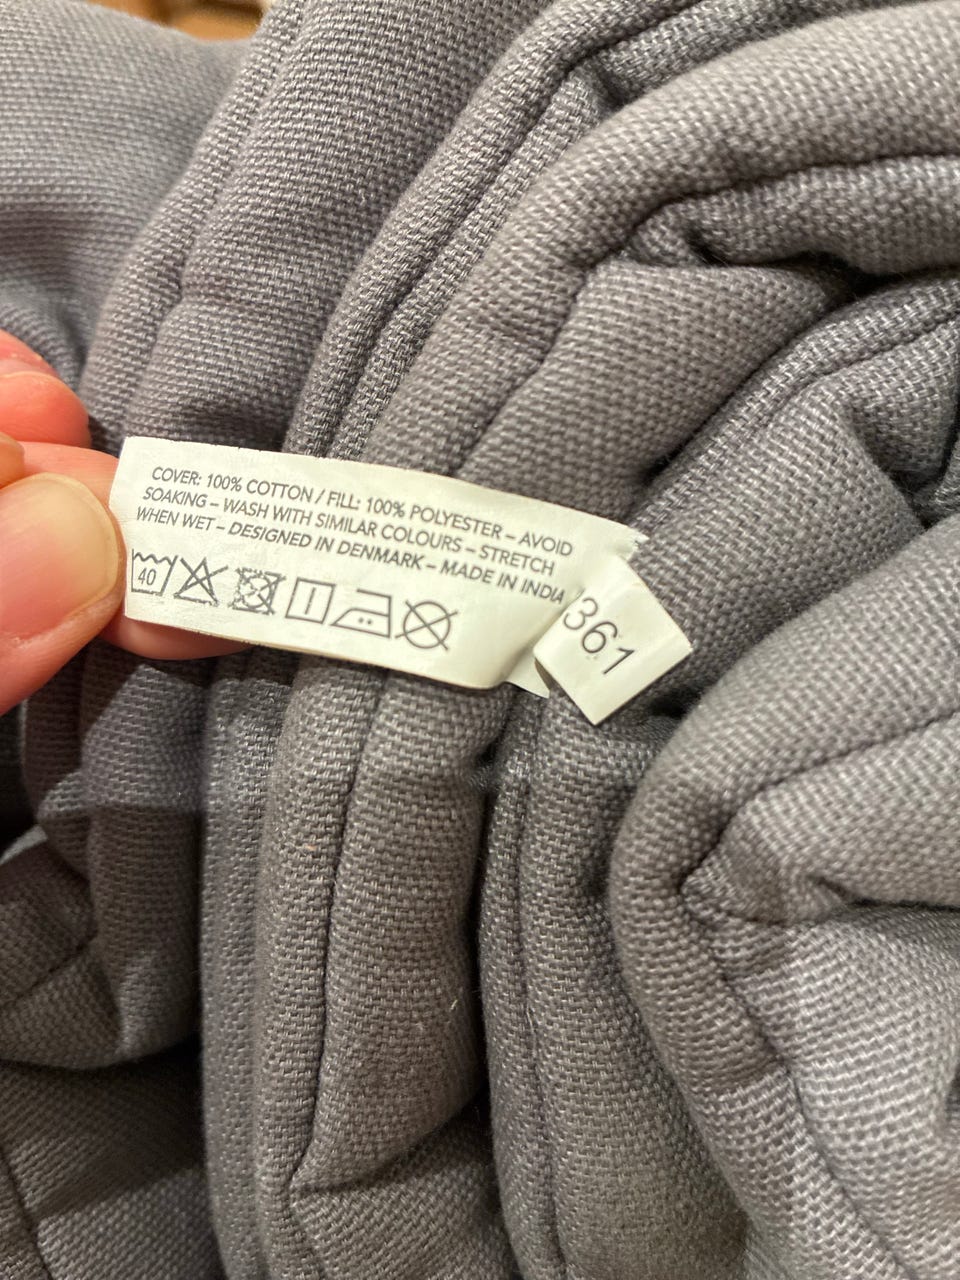 COVER: 100% COTTON / FILL: 100% POLYESTER – AVOID
SOAKING – WASH WITH SIMILAR COLOURS – STRETCH
WHEN WET – DESIGNED IN DENMARK – MADE IN INDIA
40
361